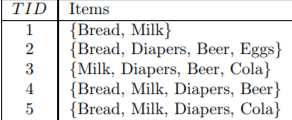 TID Items
1 {Bread, Milk}
2 {Bread, Diapers, Beer, Eggs}
3 {Milk, Diapers, Beer, Cola}
4 {Bread, Milk, Diapers, Beer}
5 {Bread, Milk, Diapers, Cola}